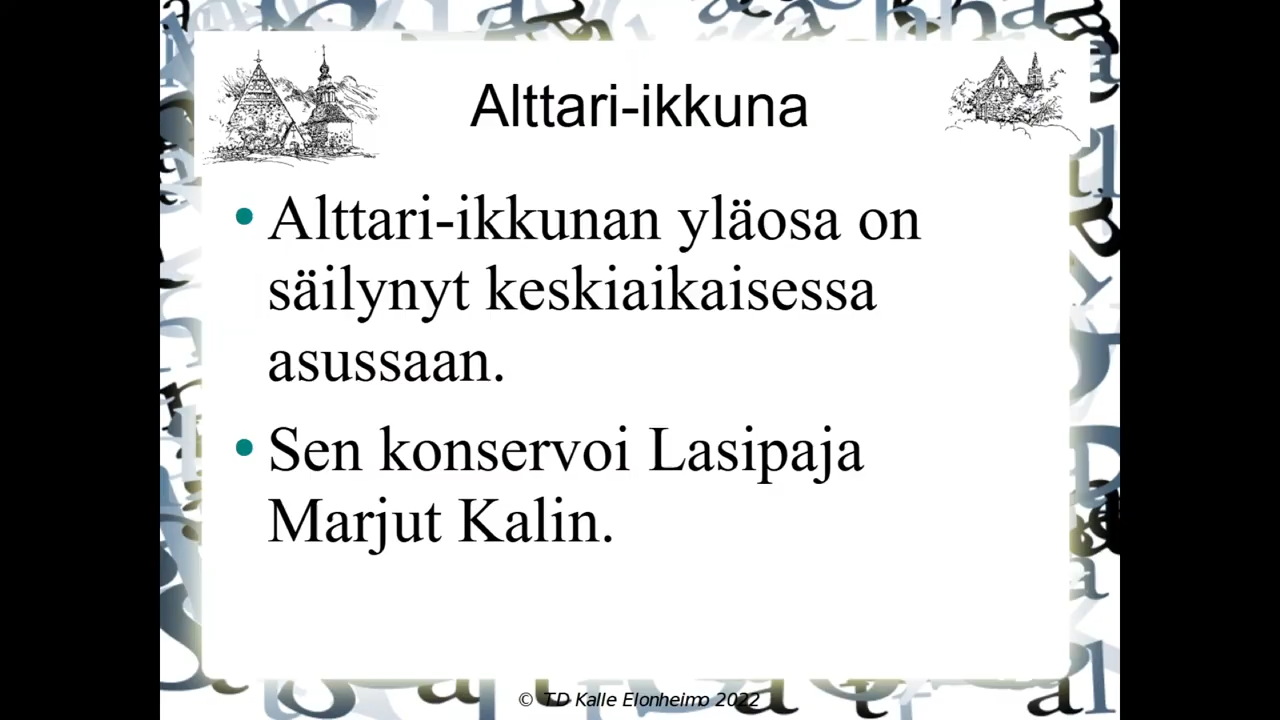 Alttari-ikkuna
• Alttari-ikkunan yläosa on
säilynyt keskiaikaisessa
asussaan.
• Sen konservoi Lasipaja
Marjut Kalin.
© TD Kalle Elonheimo 2022